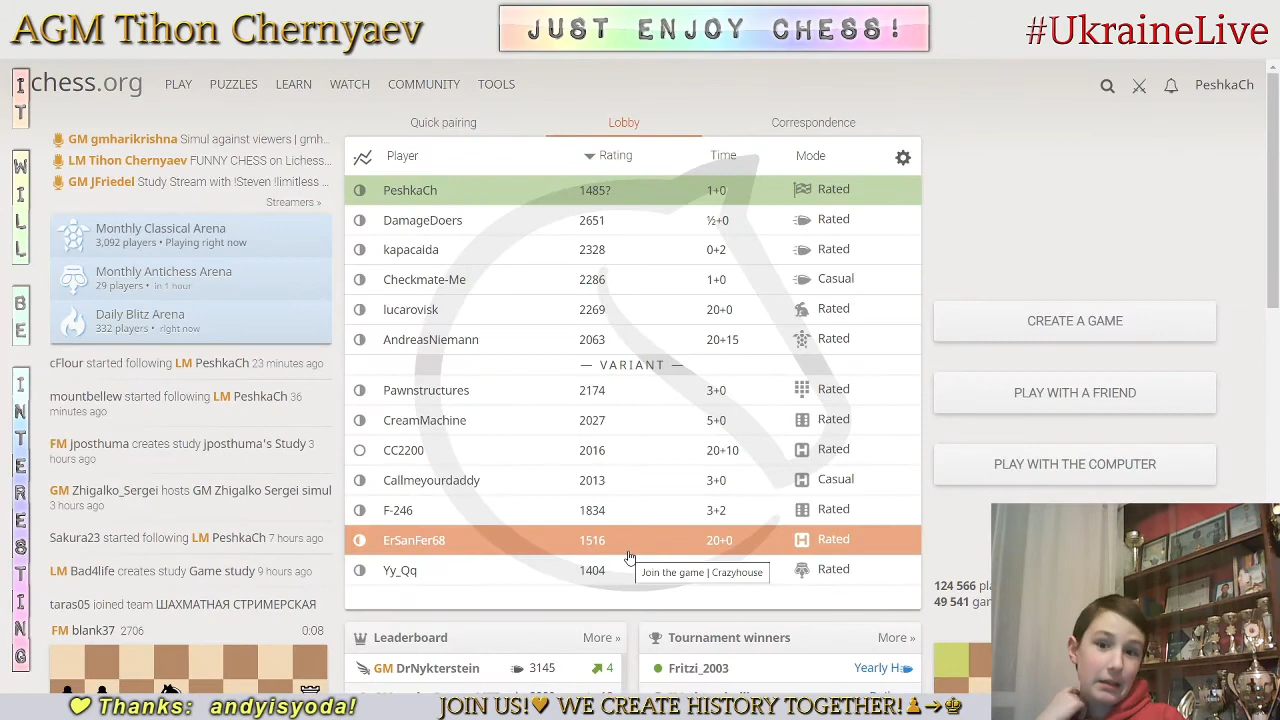 AGM Tihon Chernyaev
JUST ENJOY CHESS!
#UkraineLive
IT
WILL
BE
INTERESTING
chess.org
PLAY
PUZZLES
LEARN
WATCH
COMMUNITY
TOOLS
PeshkaCh
GM gmharikrishna Simul against viewers | gmh...
LM Tihon Chernyaev FUNNY CHESS on Lichess...
GM JFriedel Study Stream with !Steven !limitless ...
Streamers »
Monthly Classical Arena
3,092 players • Playing right now
Monthly Antichess Arena
29 players • in 1 hour
Daily Blitz Arena
332 players • right now
cFlour started following LM PeshkaCh 23 minutes ago
mountbellew started following LM PeshkaCh 36
minutes ago
FM jposthuma creates study jposthuma's Study 3
hours ago
GM Zhigalko_Sergei hosts GM Zhigalko Sergei simul
3 hours ago
Sakura23 started following LM PeshkaCh 7 hours ago
LM Bad4life creates study Game study 9 hours ago
taras05 joined team ШАХМАТНАЯ СТРИМЕРСКАЯ
FM blank37 2706 0:08
Quick pairing
Lobby
Correspondence
Player Rating Time Mode
PeshkaCh 1485? 1+0 Rated
DamageDoers 2651 ½+0 Rated
kapacaida 2328 0+2 Rated
Checkmate-Me 2286 1+0 Casual
lucarovisk 2269 20+0 Rated
AndreasNiemann 2063 20+15 Rated
— VARIANT —
Pawnstructures 2174 3+0 Rated
CreamMachine 2027 5+0 Rated
CC2200 2016 20+10 Rated
Callmeyourdaddy 2013 3+0 Casual
F-246 1834 3+2 Rated
ErSanFer68 1516 20+0 Rated
Yy_Qq 1404 Rated
Join the game | Crazyhouse
CREATE A GAME
PLAY WITH A FRIEND
PLAY WITH THE COMPUTER
124 566
49 541
Leaderboard More »
GM DrNykterstein 3145 4
Tournament winners More »
Fritzi_2003 Yearly H
Thanks: andyisyoda!
JOIN US! WE CREATE HISTORY TOGETHER!